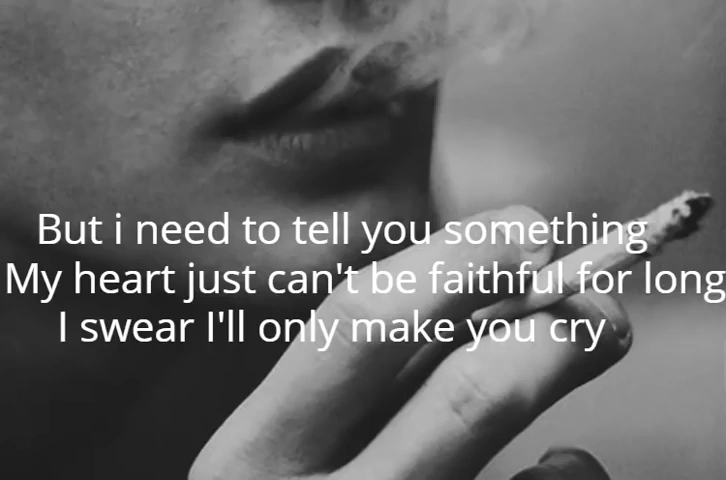 But i need to tell you something
My heart just can't be faithful for long
I swear I'll only make you cry